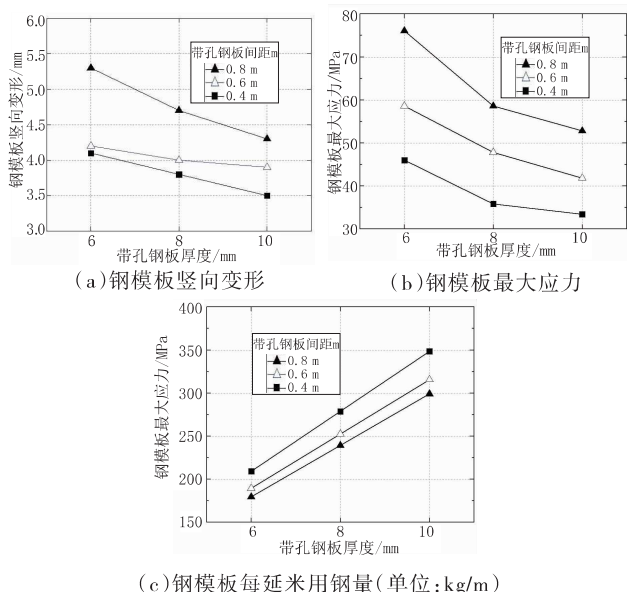 6.0
5.5
5.0
4.5
4.0
3.5
3.0
钢模板竖向变形/mm
带孔钢板间距m
0.8 m
0.6 m
0.4 m
6 8 10
带孔钢板厚度/mm
(a)钢模板竖向变形
80
70
60
50
40
30
钢模板最大应力/MPa
带孔钢板间距m
0.8 m
0.6 m
0.4 m
6 8 10
带孔钢板厚度/mm
(b)钢模板最大应力
400
350
300
250
200
150
钢模板最大应力/MPa
带孔钢板间距m
0.8 m
0.6 m
0.4 m
6 8 10
带孔钢板厚度/mm
(c)钢模板每延米用钢量(单位:kg/m)